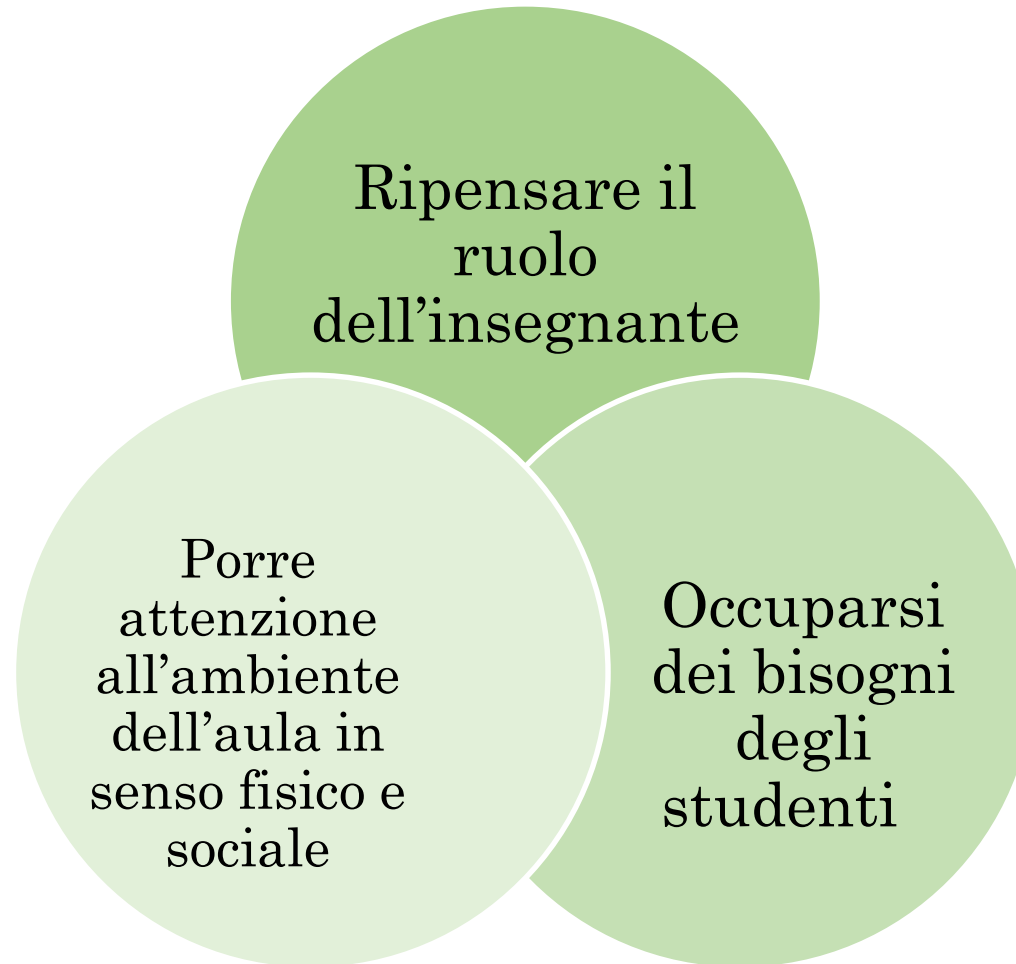 Ripensare il
ruolo
dell’insegnante
Porre
attenzione
all’ambiente
dell’aula in
senso fisico e
sociale
Occuparsi
dei bisogni
degli
studenti